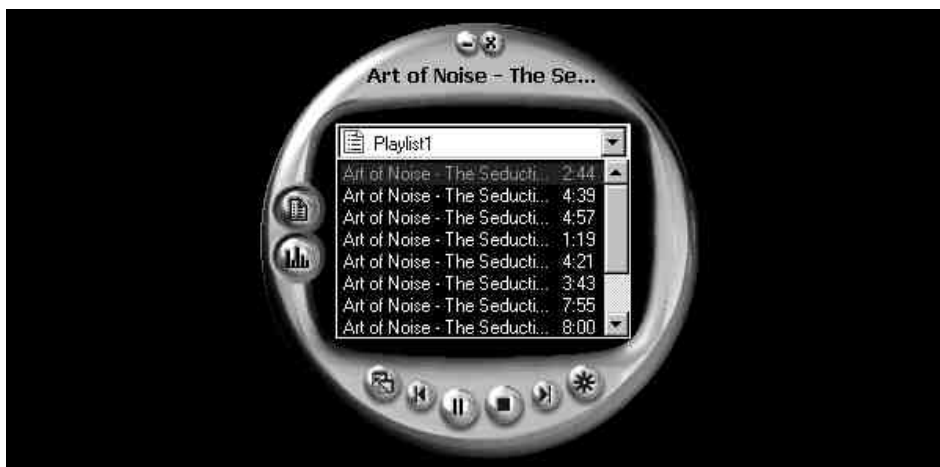 Art of Noise - The Se...
Playlist1
Art of Noise - The Seducti... 2:44
Art of Noise - The Seducti... 4:39
Art of Noise - The Seducti... 4:57
Art of Noise - The Seducti... 1:19
Art of Noise - The Seducti... 4:21
Art of Noise - The Seducti... 3:43
Art of Noise - The Seducti... 7:55
Art of Noise - The Seducti... 8:00